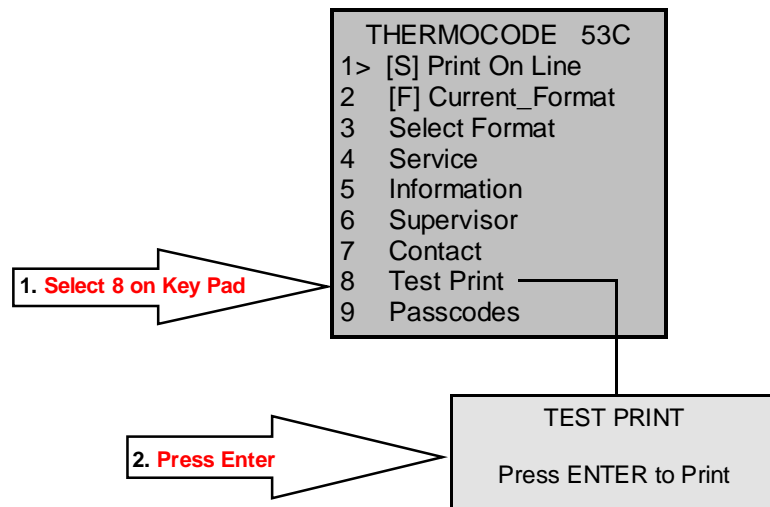 THERMOCODE 53C
1> [S] Print On Line
2 [F] Current_Format
3 Select Format
4 Service
5 Information
6 Supervisor
7 Contact
1. Select 8 on Key Pad
8 Test Print
9 Passcodes
TEST PRINT
2. Press Enter
Press ENTER to Print